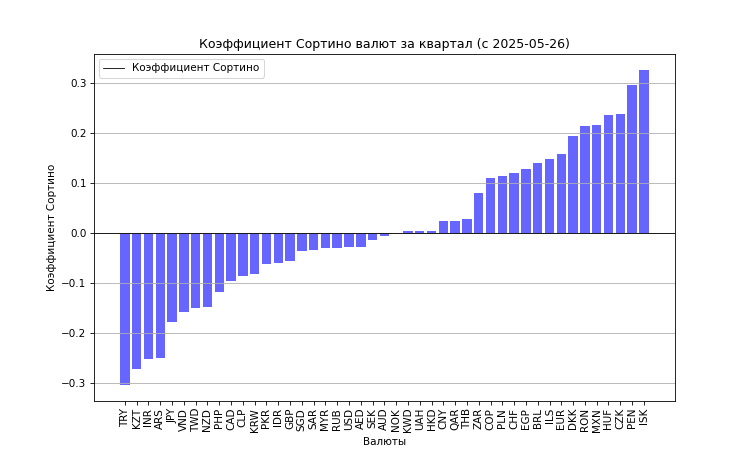 Коэффициент Сортино валют за квартал (с 2025-05-26)
Коэффициент Сортино
Коэффициент Сортино
0.3
0.2
0.1
0.0
−0.1
−0.2
−0.3
TRY KZT INR ARS JPY VND TWD NZD PHP CAD CLP KRW PKR IDR GBP SGD SAR MYR RUB USD AED SEK AUD NOK KWD UAH HKD CNY QAR THB ZAR COP PLN CHF EGP BRL ILS EUR DKK RON MXN HUF CZK PEN ISK
Валюты